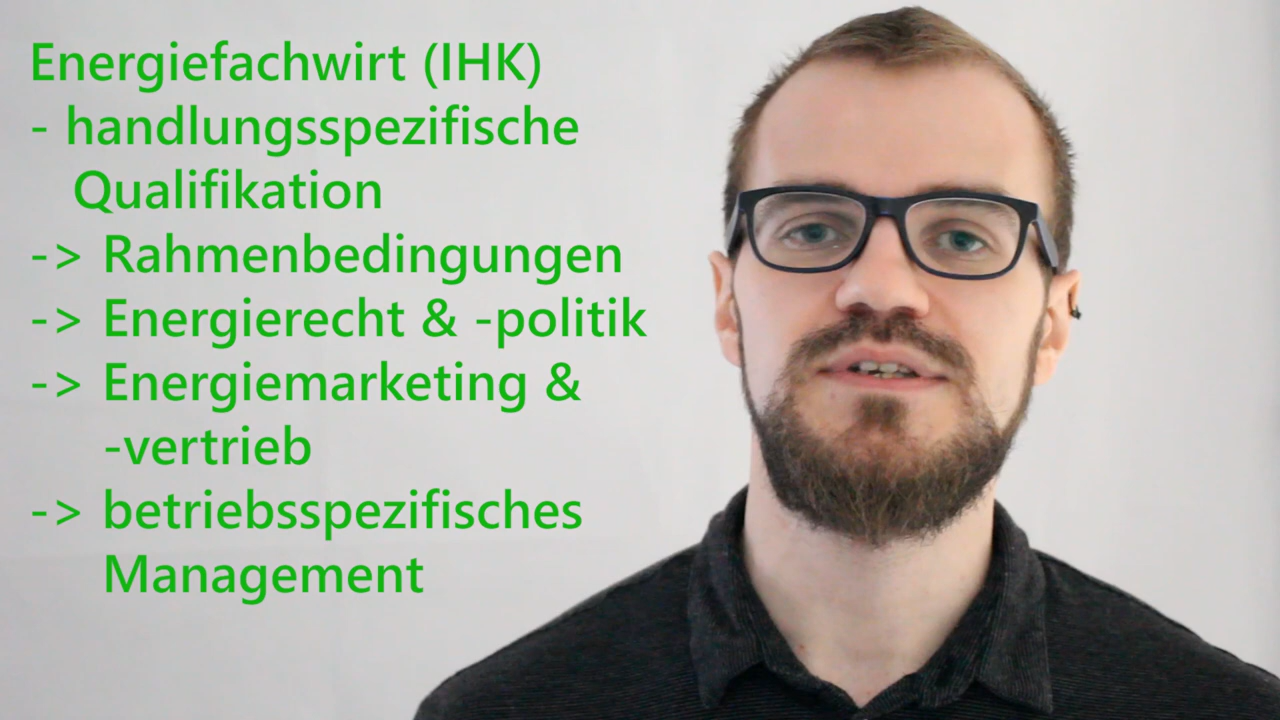 Energiefachwirt (IHK)
- handlungsspezifische
Qualifikation
-> Rahmenbedingungen
-> Energierecht & -politik
-> Energiemarketing &
-vertrieb
-> betriebsspezifisches
Management